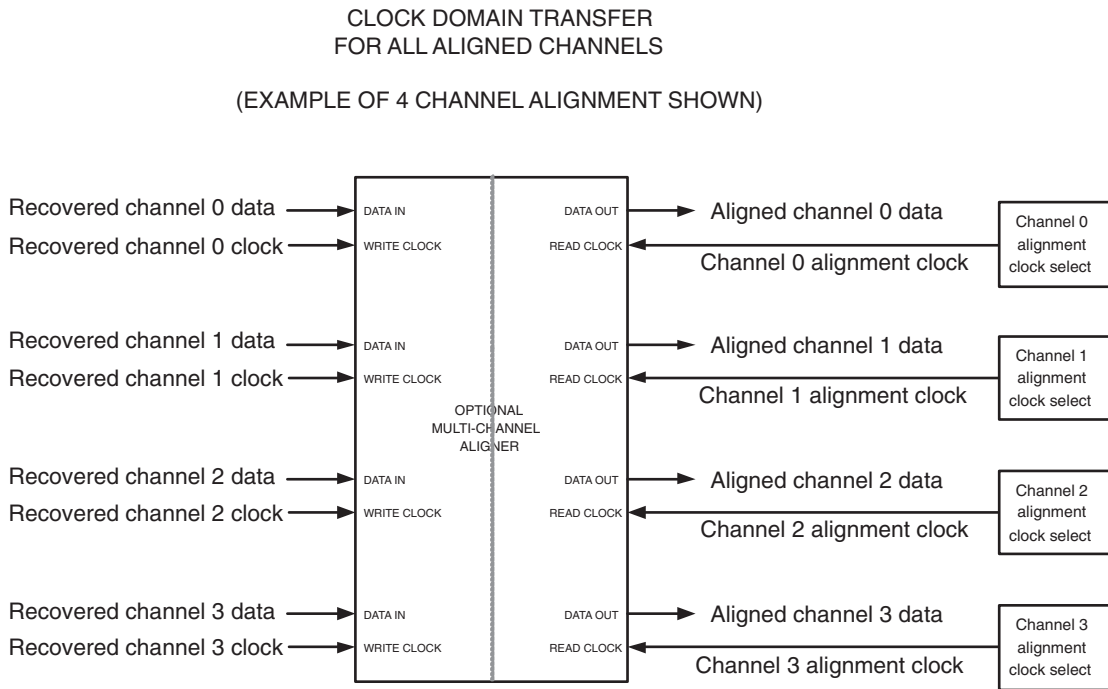 CLOCK DOMAIN TRANSFER
FOR ALL ALIGNED CHANNELS
(EXAMPLE OF 4 CHANNEL ALIGNMENT SHOWN)
Recovered channel 0 data
DATA IN
DATA OUT
Aligned channel 0 data
Recovered channel 0 clock
WRITE CLOCK
READ CLOCK
Channel 0 alignment clock
Channel 0
alignment
clock select
Recovered channel 1 data
DATA IN
DATA OUT
Aligned channel 1 data
Recovered channel 1 clock
WRITE CLOCK
READ CLOCK
Channel 1 alignment clock
Channel 1
alignment
clock select
OPTIONAL
MULTI-CHANNEL
ALIGNER
Recovered channel 2 data
DATA IN
DATA OUT
Aligned channel 2 data
Recovered channel 2 clock
WRITE CLOCK
READ CLOCK
Channel 2 alignment clock
Channel 2
alignment
clock select
Recovered channel 3 data
DATA IN
DATA OUT
Aligned channel 3 data
Recovered channel 3 clock
WRITE CLOCK
READ CLOCK
Channel 3 alignment clock
Channel 3
alignment
clock select